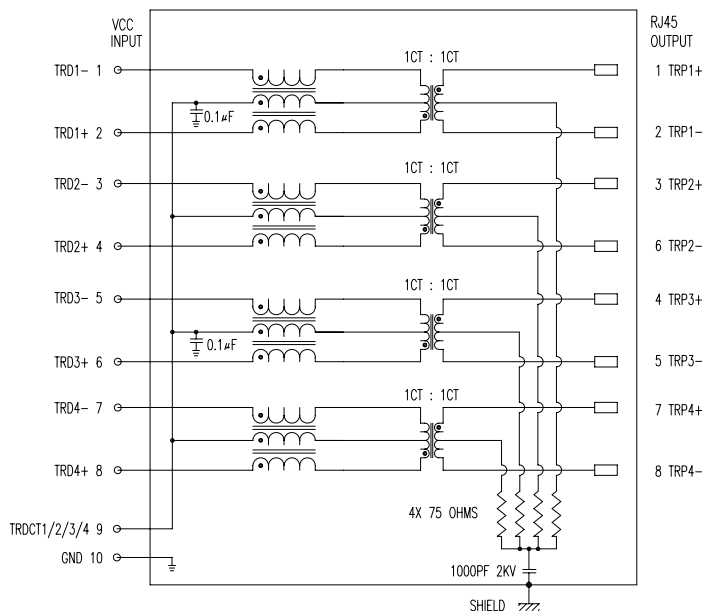 VCC
INPUT
RJ45
OUTPUT
1CT : 1CT
TRD1- 1
1 TRP1+
0.1µF
TRD1+ 2
2 TRP1-
1CT : 1CT
TRD2- 3
3 TRP2+
TRD2+ 4
6 TRP2-
1CT : 1CT
TRD3- 5
4 TRP3+
0.1µF
TRD3+ 6
5 TRP3-
1CT : 1CT
TRD4- 7
7 TRP4+
TRD4+ 8
8 TRP4-
4X 75 OHMS
TRDCT1/2/3/4 9
GND 10
1000PF 2KV
SHIELD